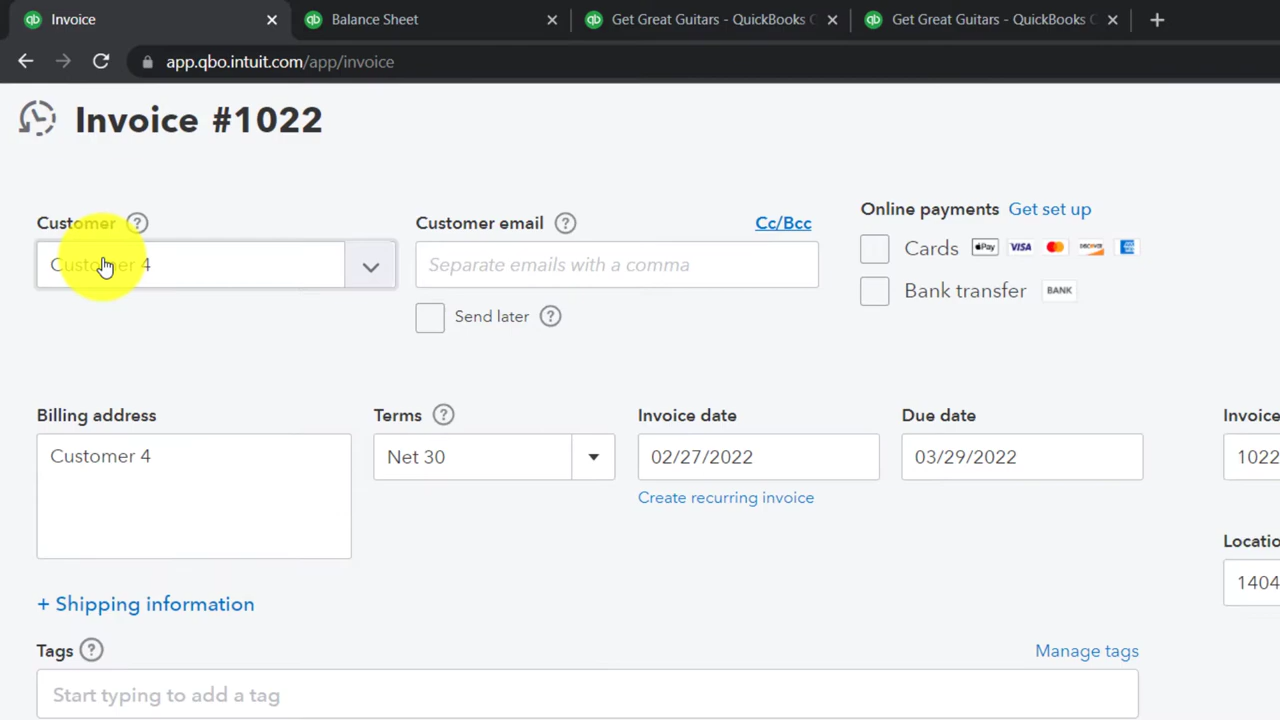 Invoice
Balance Sheet
Get Great Guitars - QuickBooks
Get Great Guitars - QuickBooks
app.qbo.intuit.com/app/invoice
Invoice #1022
Customer ?
Customer 4
Customer email ?
Cc/Bcc
Separate emails with a comma
Send later ?
Online payments Get set up
Cards Pay VISA DISCOVER
Bank transfer BANK
Billing address
Customer 4
Terms ?
Net 30
Invoice date
02/27/2022
Create recurring invoice
Due date
03/29/2022
Invoice
1022
Locatio
1404
+ Shipping information
Tags ?
Manage tags
Start typing to add a tag